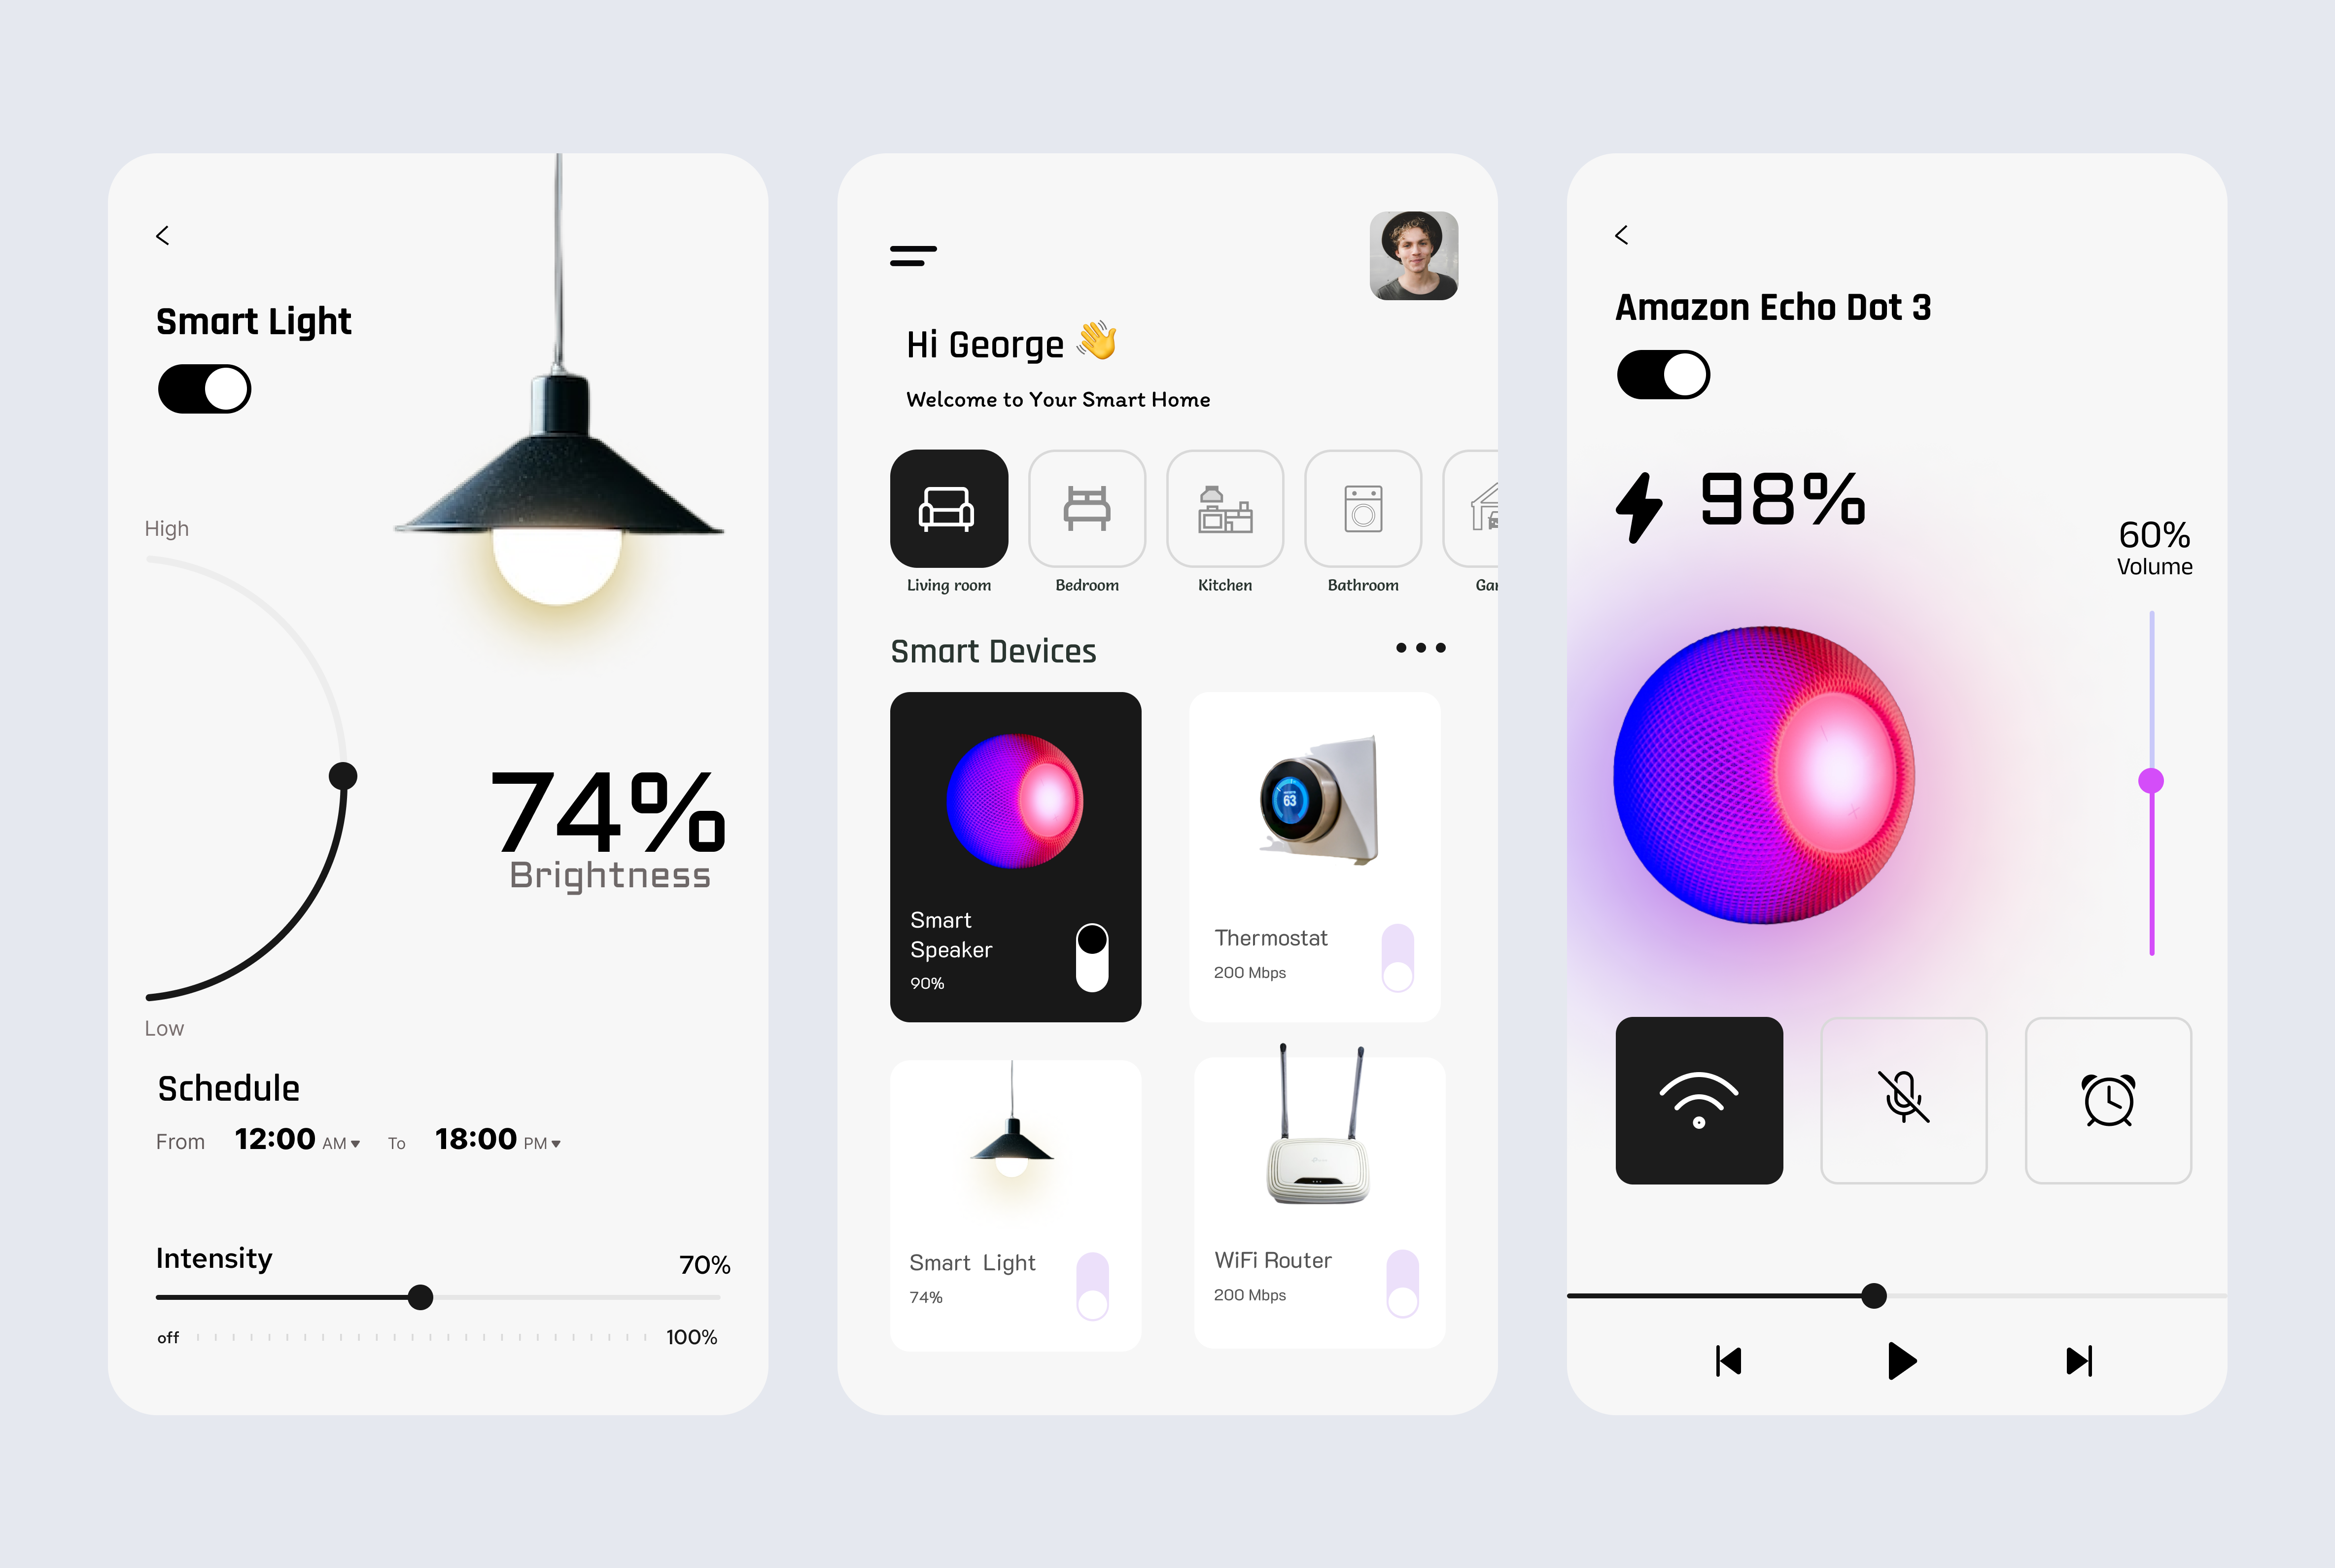 Smart Light
High
74%
Brightness
Low
Schedule
From 12:00 AM To 18:00 PM
Intensity
70%
off
100%
Hi George 👋
Welcome to Your Smart Home
Living room
Bedroom
Kitchen
Bathroom
Gar
Smart Devices
63
Smart
Speaker
90%
Thermostat
200 Mbps
Smart Light
74%
WiFi Router
200 Mbps
Amazon Echo Dot 3
98%
60%
Volume